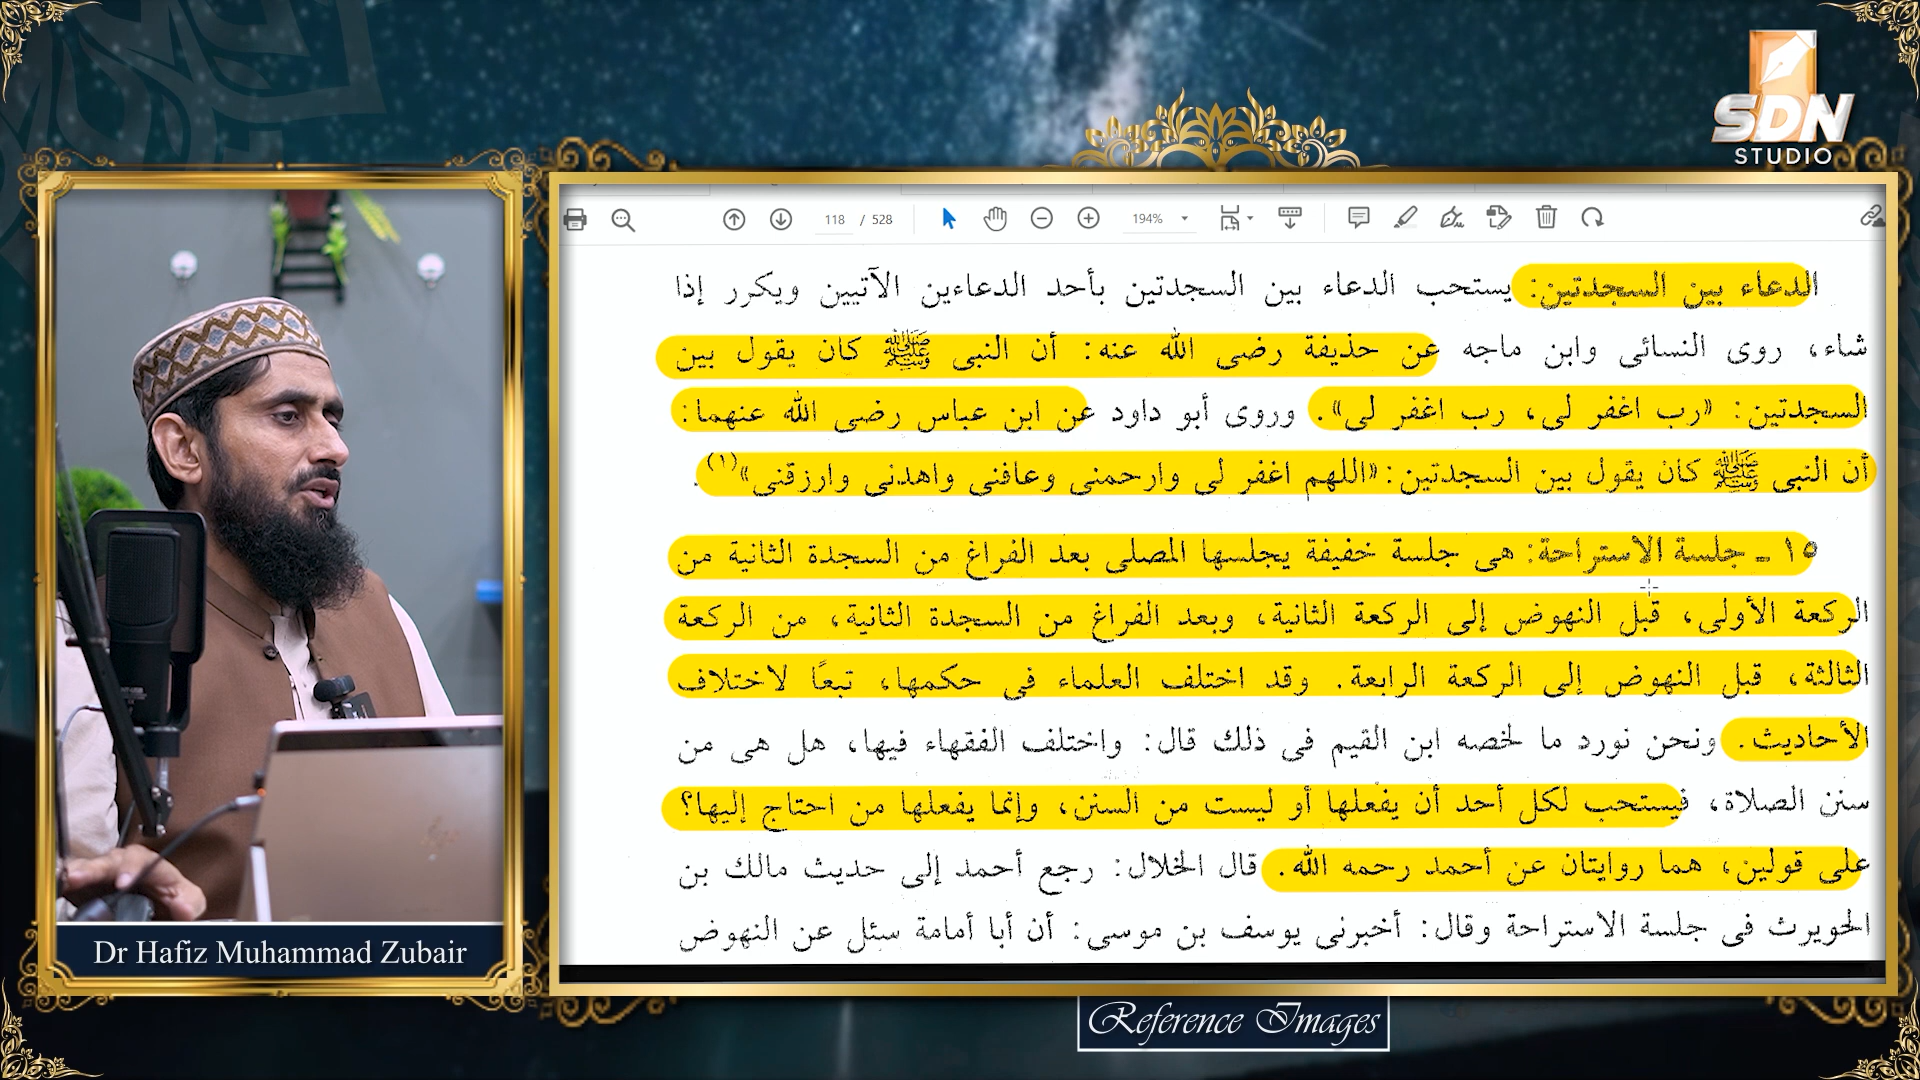 SDN
STUDIO
118 / 528
194%
الدعاء بين السجدتين: يستحب الدعاء بين السجدتين بأحد الدعاءين الآتيين ويكرر إذا
شاء، روى النسائى وابن ماجه عن حذيفة رضى الله عنه: أن النبى ﷺ كان يقول بين
السجدتين: «رب اغفر لى، رب اغفر لى». وروى أبو داود عن ابن عباس رضى الله عنهما:
أن النبى ﷺ كان يقول بين السجدتين: «اللهم اغفر لى وارحمنى وعافنى واهدنى وارزقنى»(١).
١٥ ـ جلسة الاستراحة: هى جلسة خفيفة يجلسها المصلى بعد الفراغ من السجدة الثانية من
الركعة الأولى، قبل النهوض إلى الركعة الثانية، وبعد الفراغ من السجدة الثانية، من الركعة
الثالثة، قبل النهوض إلى الركعة الرابعة. وقد اختلف العلماء فى حكمها، تبعًا لاختلاف
الأحاديث. ونحن نورد ما لخصه ابن القيم فى ذلك قال: واختلف الفقهاء فيها، هل هى من
سنن الصلاة، فيستحب لكل أحد أن يفعلها أو ليست من السنن، وإنما يفعلها من احتاج إليها؟
على قولين، هما روايتان عن أحمد رحمه الله. قال الخلال: رجع أحمد إلى حديث مالك بن
الحويرث فى جلسة الاستراحة وقال: أخبرنى يوسف بن موسى: أن أبا أمامة سئل عن النهوض
Dr Hafiz Muhammad Zubair
Reference Images